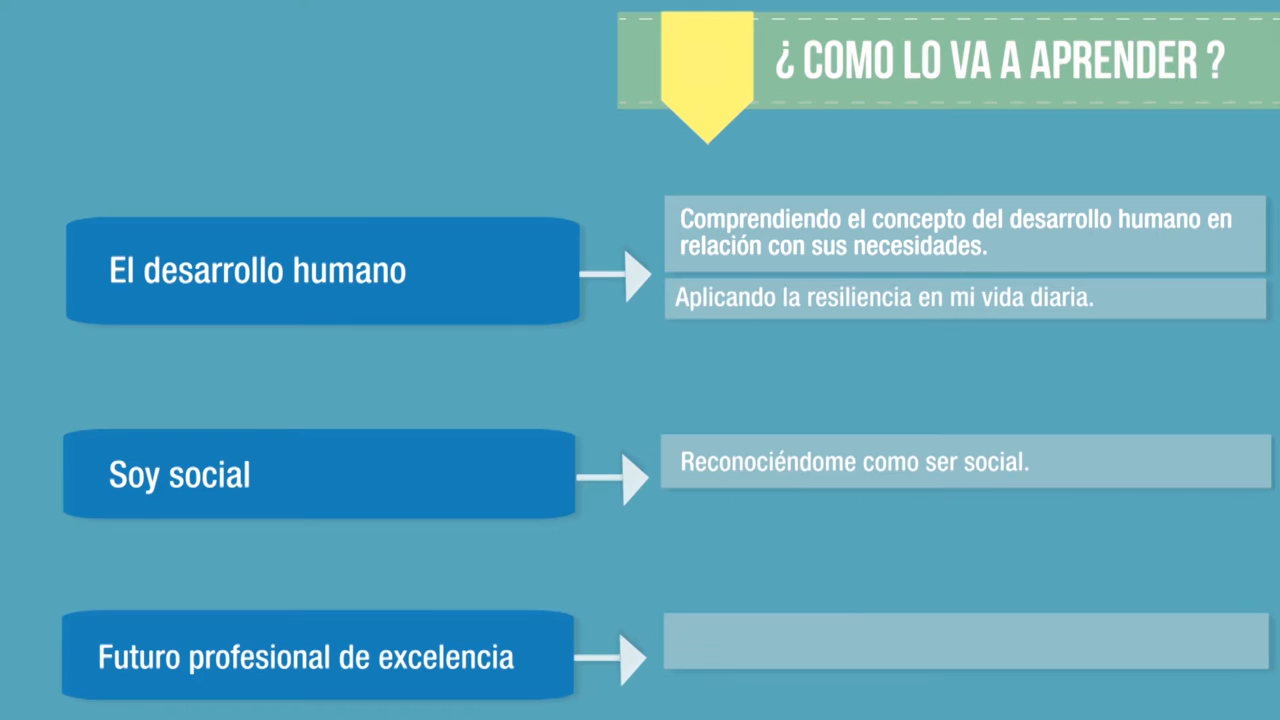 ¿ COMO LO VA A APRENDER ?
El desarrollo humano
Comprendiendo el concepto del desarrollo humano en
relación con sus necesidades.
Aplicando la resiliencia en mi vida diaria.
Soy social
Reconociéndome como ser social.
Futuro profesional de excelencia